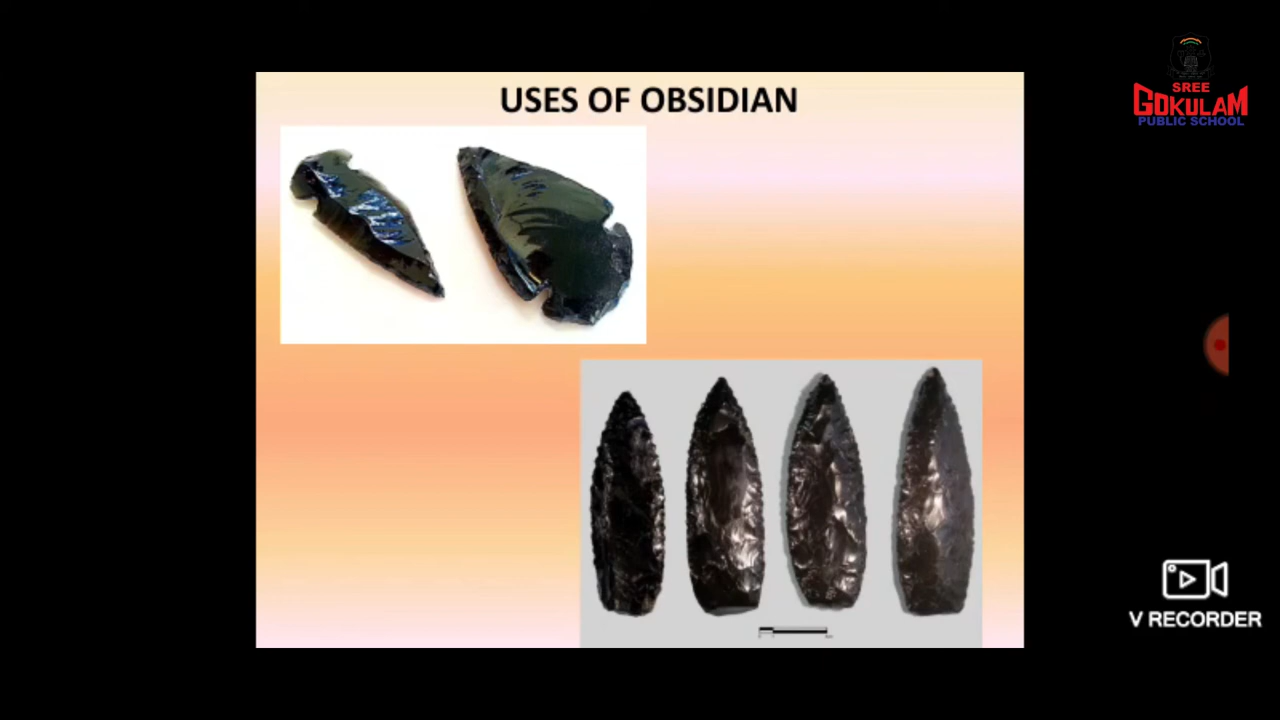 USES OF OBSIDIAN
SREE
GOKULAM
PUBLIC SCHOOL
V RECORDER